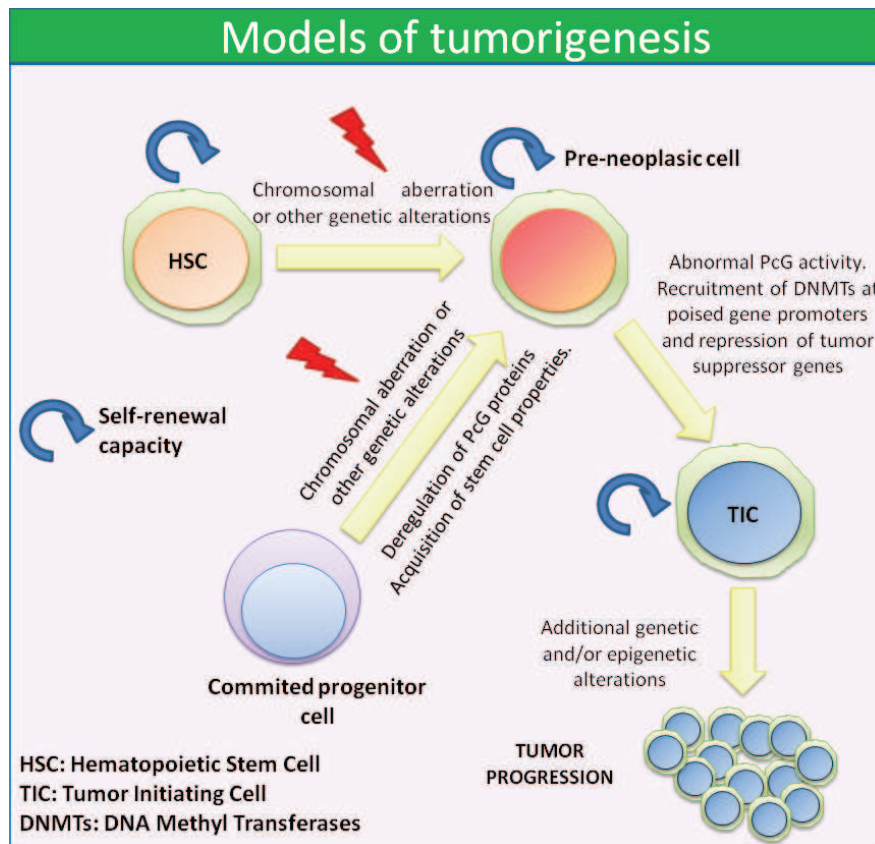 Models of tumorigenesis
Pre-neoplasic cell
Chromosomal aberration
or other genetic alterations
HSC
Abnormal PcG activity.
Recruitment of DNMTs at
poised gene promoters
and repression of tumor
suppressor genes
Chromosomal aberration or
other genetic alterations
Deregulation of PcG proteins
Acquisition of stem cell properties.
Self-renewal
capacity
TIC
Commited progenitor
cell
Additional genetic
and/or epigenetic
alterations
TUMOR
PROGRESSION
HSC: Hematopoietic Stem Cell
TIC: Tumor Initiating Cell
DNMTs: DNA Methyl Transferases